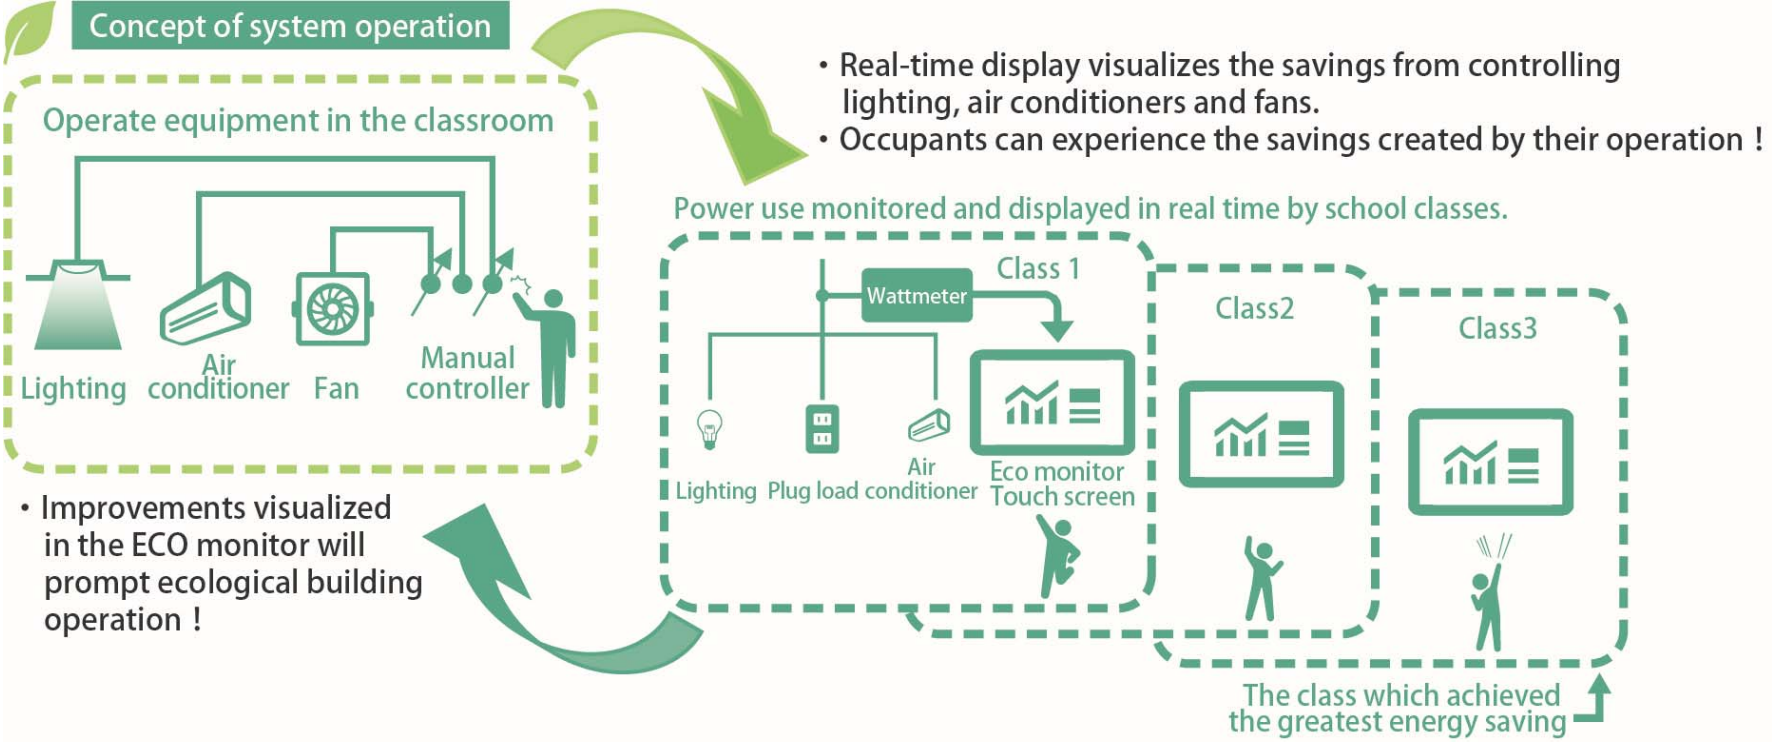 Concept of system operation
Operate equipment in the classroom
Lighting
Air
conditioner
Fan
Manual
controller
・Real-time display visualizes the savings from controlling
lighting, air conditioners and fans.
・Occupants can experience the savings created by their operation !
Power use monitored and displayed in real time by school classes.
Class 1
Wattmeter
Lighting
Plug load
Air
conditioner
Eco monitor
Touch screen
Class2
Class3
The class which achieved
the greatest energy saving
・Improvements visualized
in the ECO monitor will
prompt ecological building
operation !